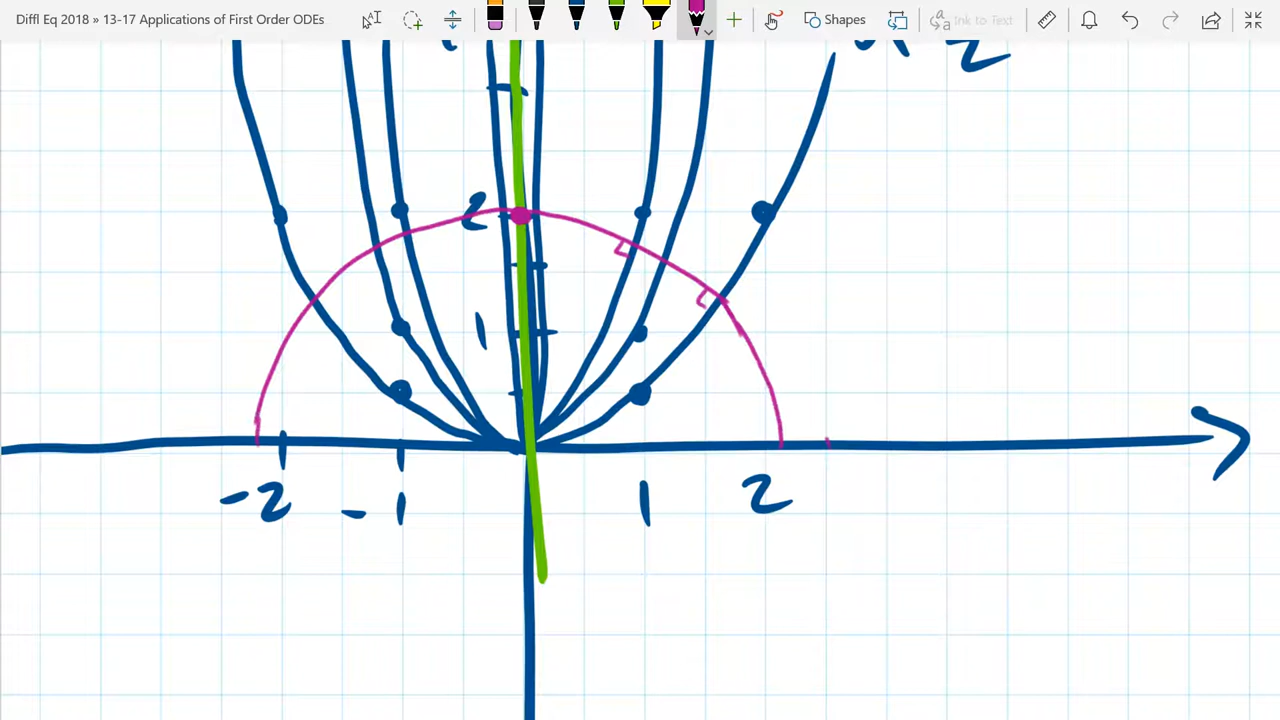 Diffl Eq 2018 » 13-17 Applications of First Order ODEs
Shapes
Ink to Text
2
1
-2
-1
1
2